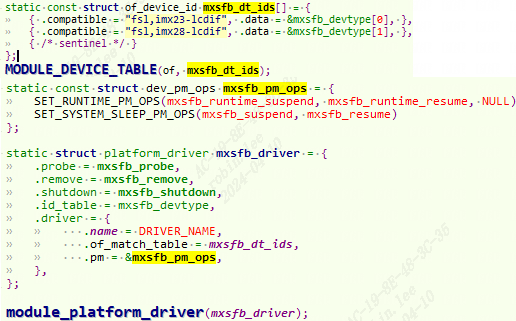 static const struct of_device_id mxsfb_dt_ids[] = {
{ .compatible = "fsl,imx23-lcdif", .data = &mxsfb_devtype[0], },
{ .compatible = "fsl,imx28-lcdif", .data = &mxsfb_devtype[1], },
{ /* sentinel */ }
};
MODULE_DEVICE_TABLE(of, mxsfb_dt_ids);
static const struct dev_pm_ops mxsfb_pm_ops = {
SET_RUNTIME_PM_OPS(mxsfb_runtime_suspend, mxsfb_runtime_resume, NULL)
SET_SYSTEM_SLEEP_PM_OPS(mxsfb_suspend, mxsfb_resume)
};
static struct platform_driver mxsfb_driver = {
.probe = mxsfb_probe,
.remove = mxsfb_remove,
.shutdown = mxsfb_shutdown,
.id_table = mxsfb_devtype,
.driver = {
.name = DRIVER_NAME,
.of_match_table = mxsfb_dt_ids,
.pm = &mxsfb_pm_ops,
},
};
module_platform_driver(mxsfb_driver);